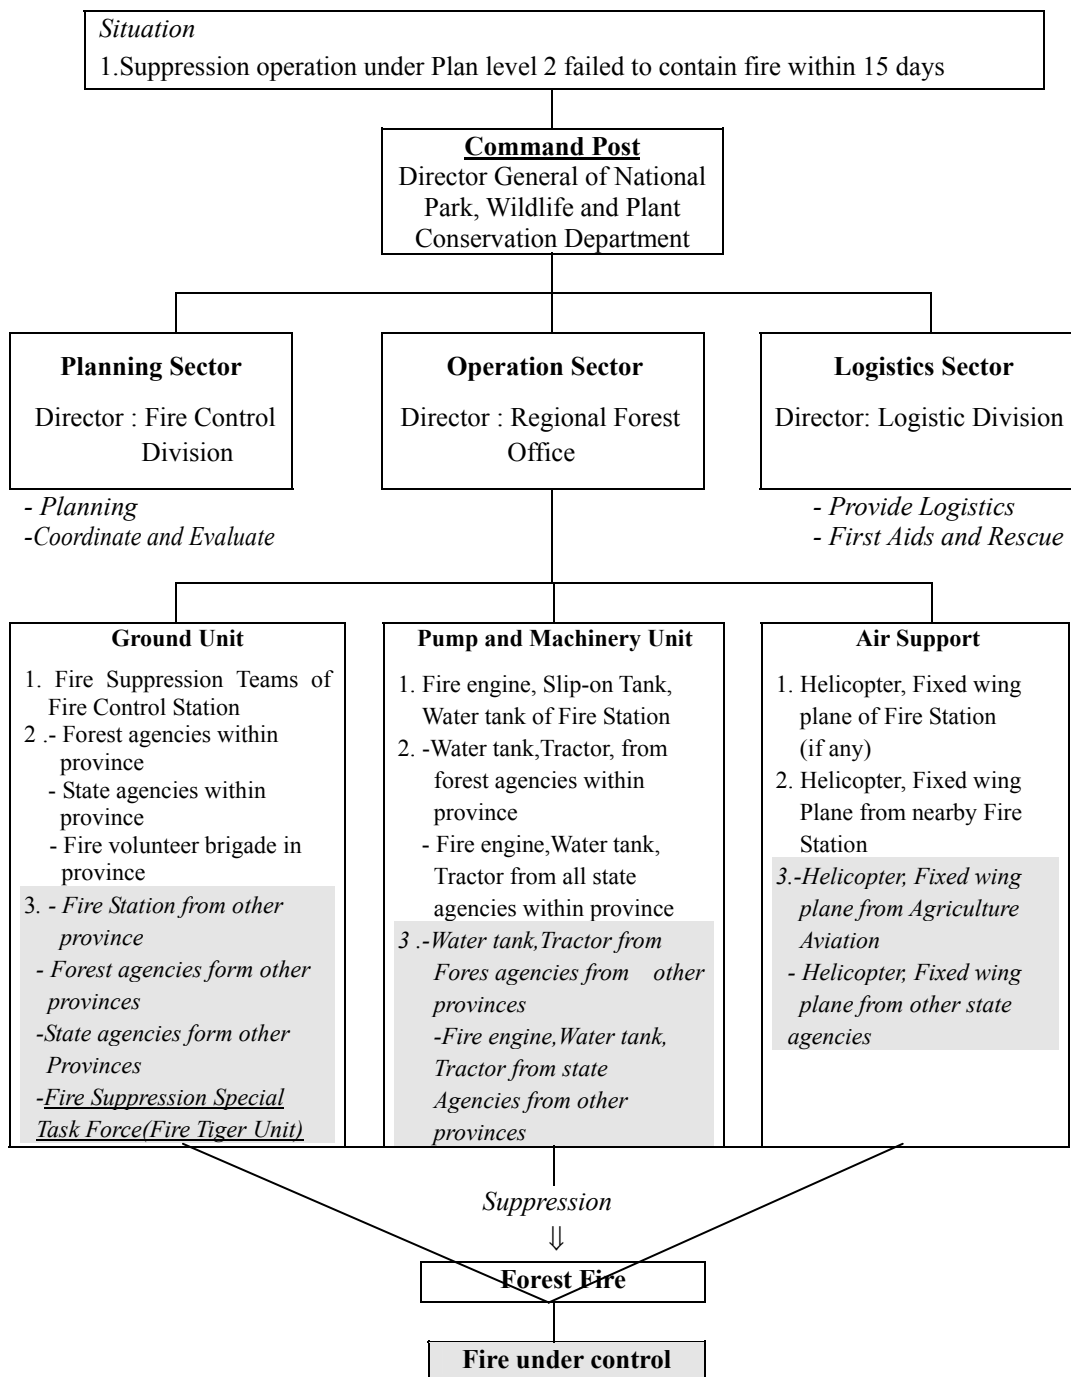 Situation
1.Suppression operation under Plan level 2 failed to contain fire within 15 days
Command Post
Director General of National
Park, Wildlife and Plant
Conservation Department
Planning Sector
Director : Fire Control
Division
- Planning
-Coordinate and Evaluate
Operation Sector
Director : Regional Forest
Office
Logistics Sector
Director: Logistic Division
- Provide Logistics
- First Aids and Rescue
Ground Unit
1. Fire Suppression Teams of
Fire Control Station
2 .- Forest agencies within
province
- State agencies within
province
- Fire volunteer brigade in
province
3. - Fire Station from other
province
- Forest agencies form other
provinces
-State agencies form other
Provinces
-Fire Suppression Special
Task Force(Fire Tiger Unit)
Pump and Machinery Unit
1. Fire engine, Slip-on Tank,
Water tank of Fire Station
2. -Water tank,Tractor, from
forest agencies within
province
- Fire engine,Water tank,
Tractor from all state
agencies within province
3 .-Water tank,Tractor from
Fores agencies from other
provinces
-Fire engine,Water tank,
Tractor from state
Agencies from other
provinces
Air Support
1. Helicopter, Fixed wing
plane of Fire Station
(if any)
2. Helicopter, Fixed wing
Plane from nearby Fire
Station
3.-Helicopter, Fixed wing
plane from Agriculture
Aviation
- Helicopter, Fixed wing
plane from other state
agencies
Suppression
⇓
Forest Fire
Fire under control